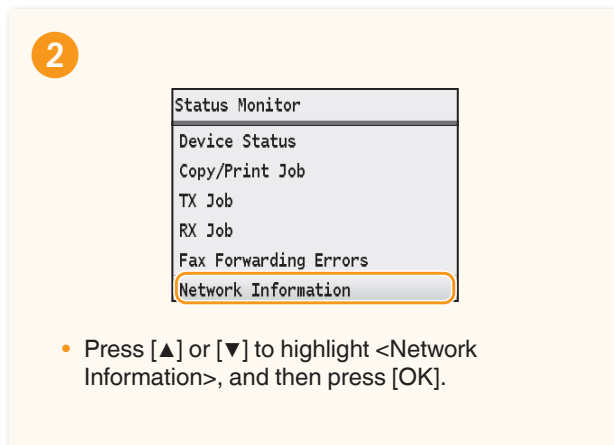 2
Status Monitor
Device Status
Copy/Print Job
TX Job
RX Job
Fax Forwarding Errors
Network Information
• Press [▲] or [▼] to highlight <Network
Information>, and then press [OK].